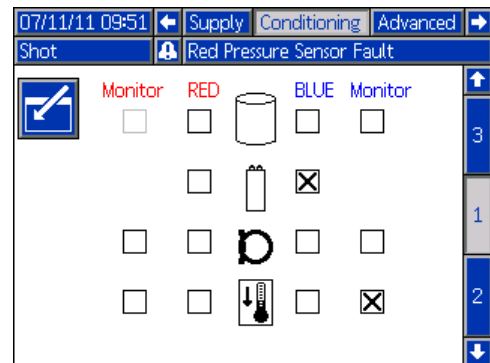 07/11/11 09:51 Supply Conditioning Advanced
Shot Red Pressure Sensor Fault
Monitor RED BLUE Monitor
3
1
2